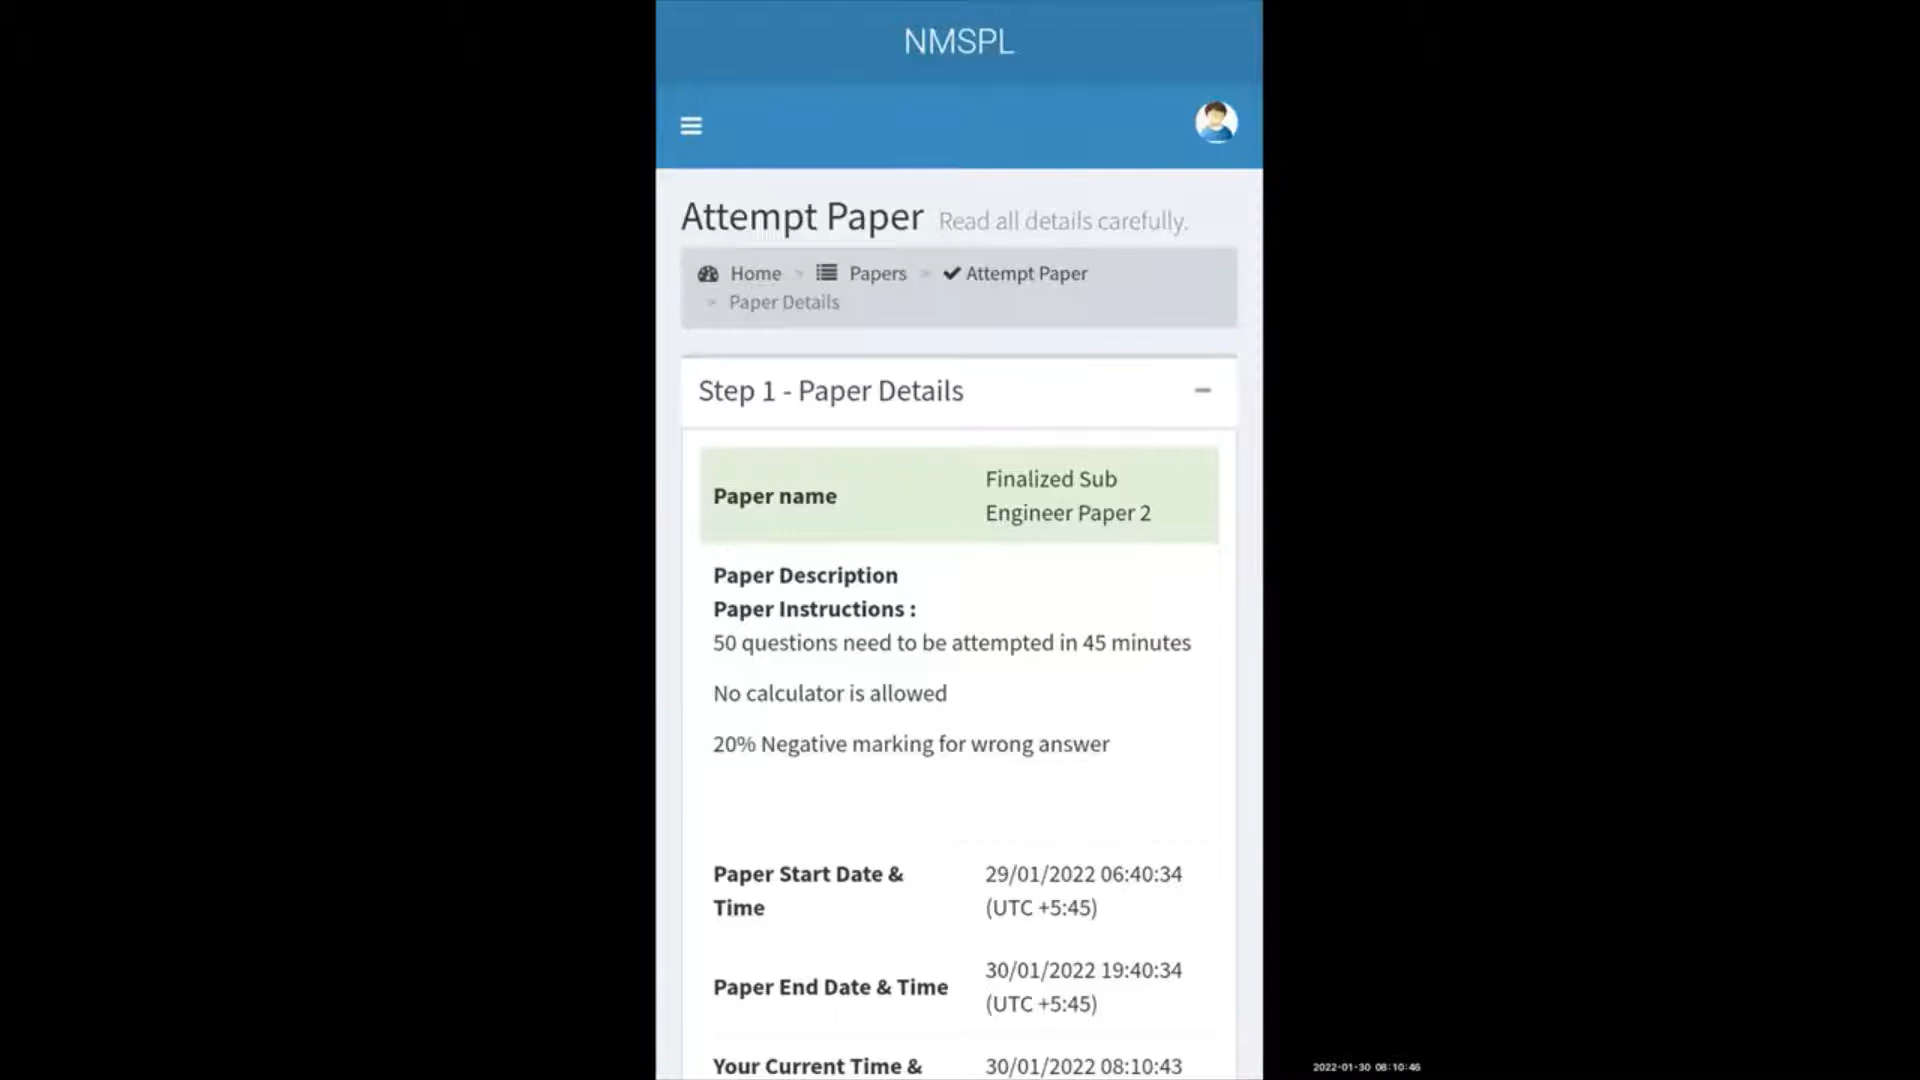 NMSPL
Attempt Paper Read all details carefully.
Home > Papers > Attempt Paper
> Paper Details
Step 1 - Paper Details
Paper name
Finalized Sub
Engineer Paper 2
Paper Description
Paper Instructions :
50 questions need to be attempted in 45 minutes
No calculator is allowed
20% Negative marking for wrong answer
Paper Start Date &
Time
29/01/2022 06:40:34
(UTC +5:45)
Paper End Date & Time
30/01/2022 19:40:34
(UTC +5:45)
Your Current Time &
30/01/2022 08:10:43
2022-01-30 08:10:46